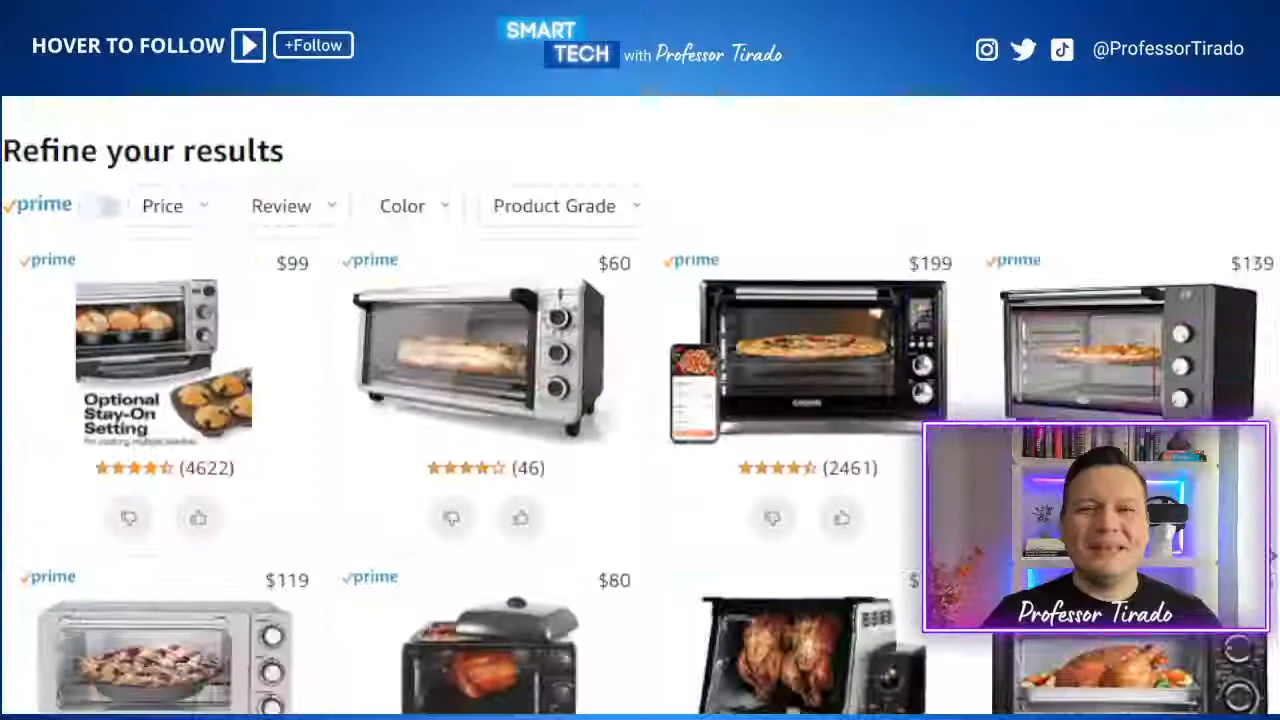 HOVER TO FOLLOW
+Follow
SMART
TECH with Professor Tirado
@ProfessorTirado
Refine your results
prime
Price
Review
Color
Product Grade
prime
$99
prime
$60
prime
$199
prime
$139
Optional
Stay-On
Setting
(4622)
(46)
(2461)
prime
$119
prime
$80
Professor Tirado